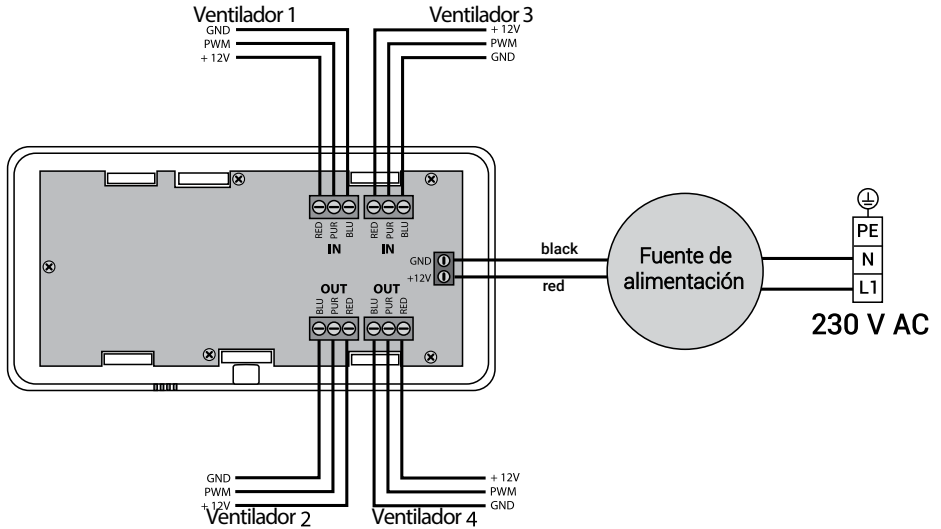 Ventilador 1
GND
PWM
+ 12V
Ventilador 3
+ 12V
PWM
GND
RED
PUR
BLU
IN
RED
PUR
BLU
IN
GND
+12V
black
red
Fuente de
alimentación
PE
N
L1
230 V AC
OUT
BLU
PUR
RED
OUT
BLU
PUR
RED
GND
PWM
+ 12V
Ventilador 2
+ 12V
PWM
GND
Ventilador 4